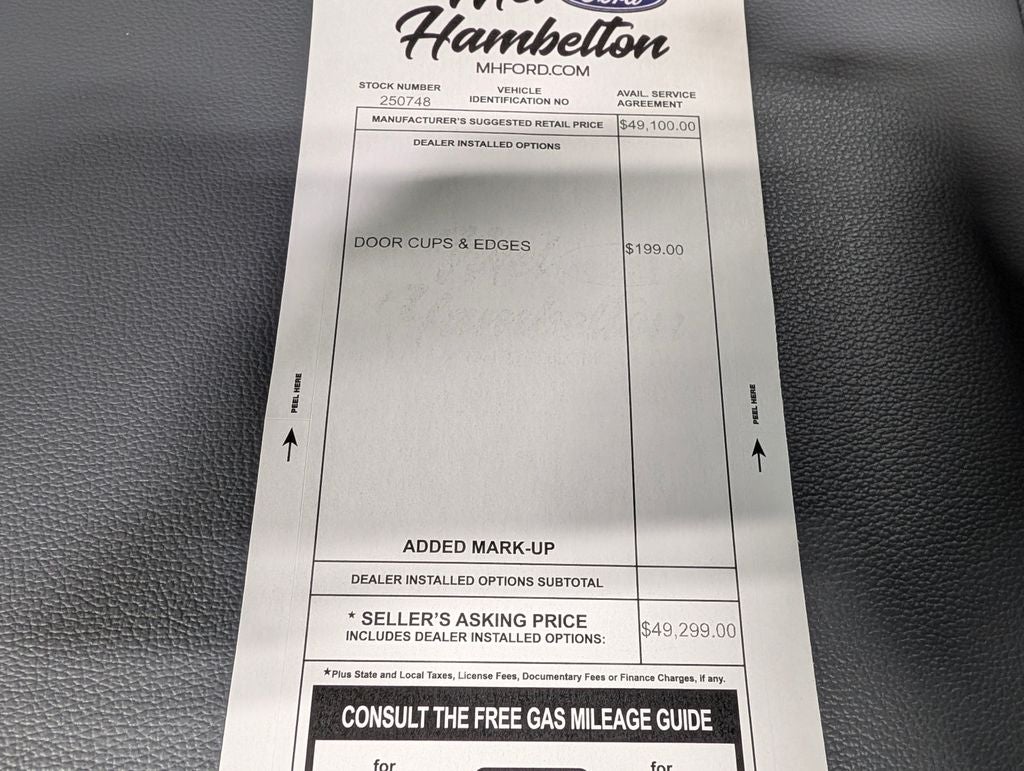 Mel Ford
Hambelton
MHFORD.COM
STOCK NUMBER
250748
VEHICLE
IDENTIFICATION NO
AVAIL. SERVICE
AGREEMENT
MANUFACTURER'S SUGGESTED RETAIL PRICE $49,100.00
DEALER INSTALLED OPTIONS
DOOR CUPS & EDGES $199.00
PEEL HERE
PEEL HERE
ADDED MARK-UP
DEALER INSTALLED OPTIONS SUBTOTAL
* SELLER'S ASKING PRICE
INCLUDES DEALER INSTALLED OPTIONS: $49,299.00
*Plus State and Local Taxes, License Fees, Documentary Fees or Finance Charges, if any.
CONSULT THE FREE GAS MILEAGE GUIDE
for for